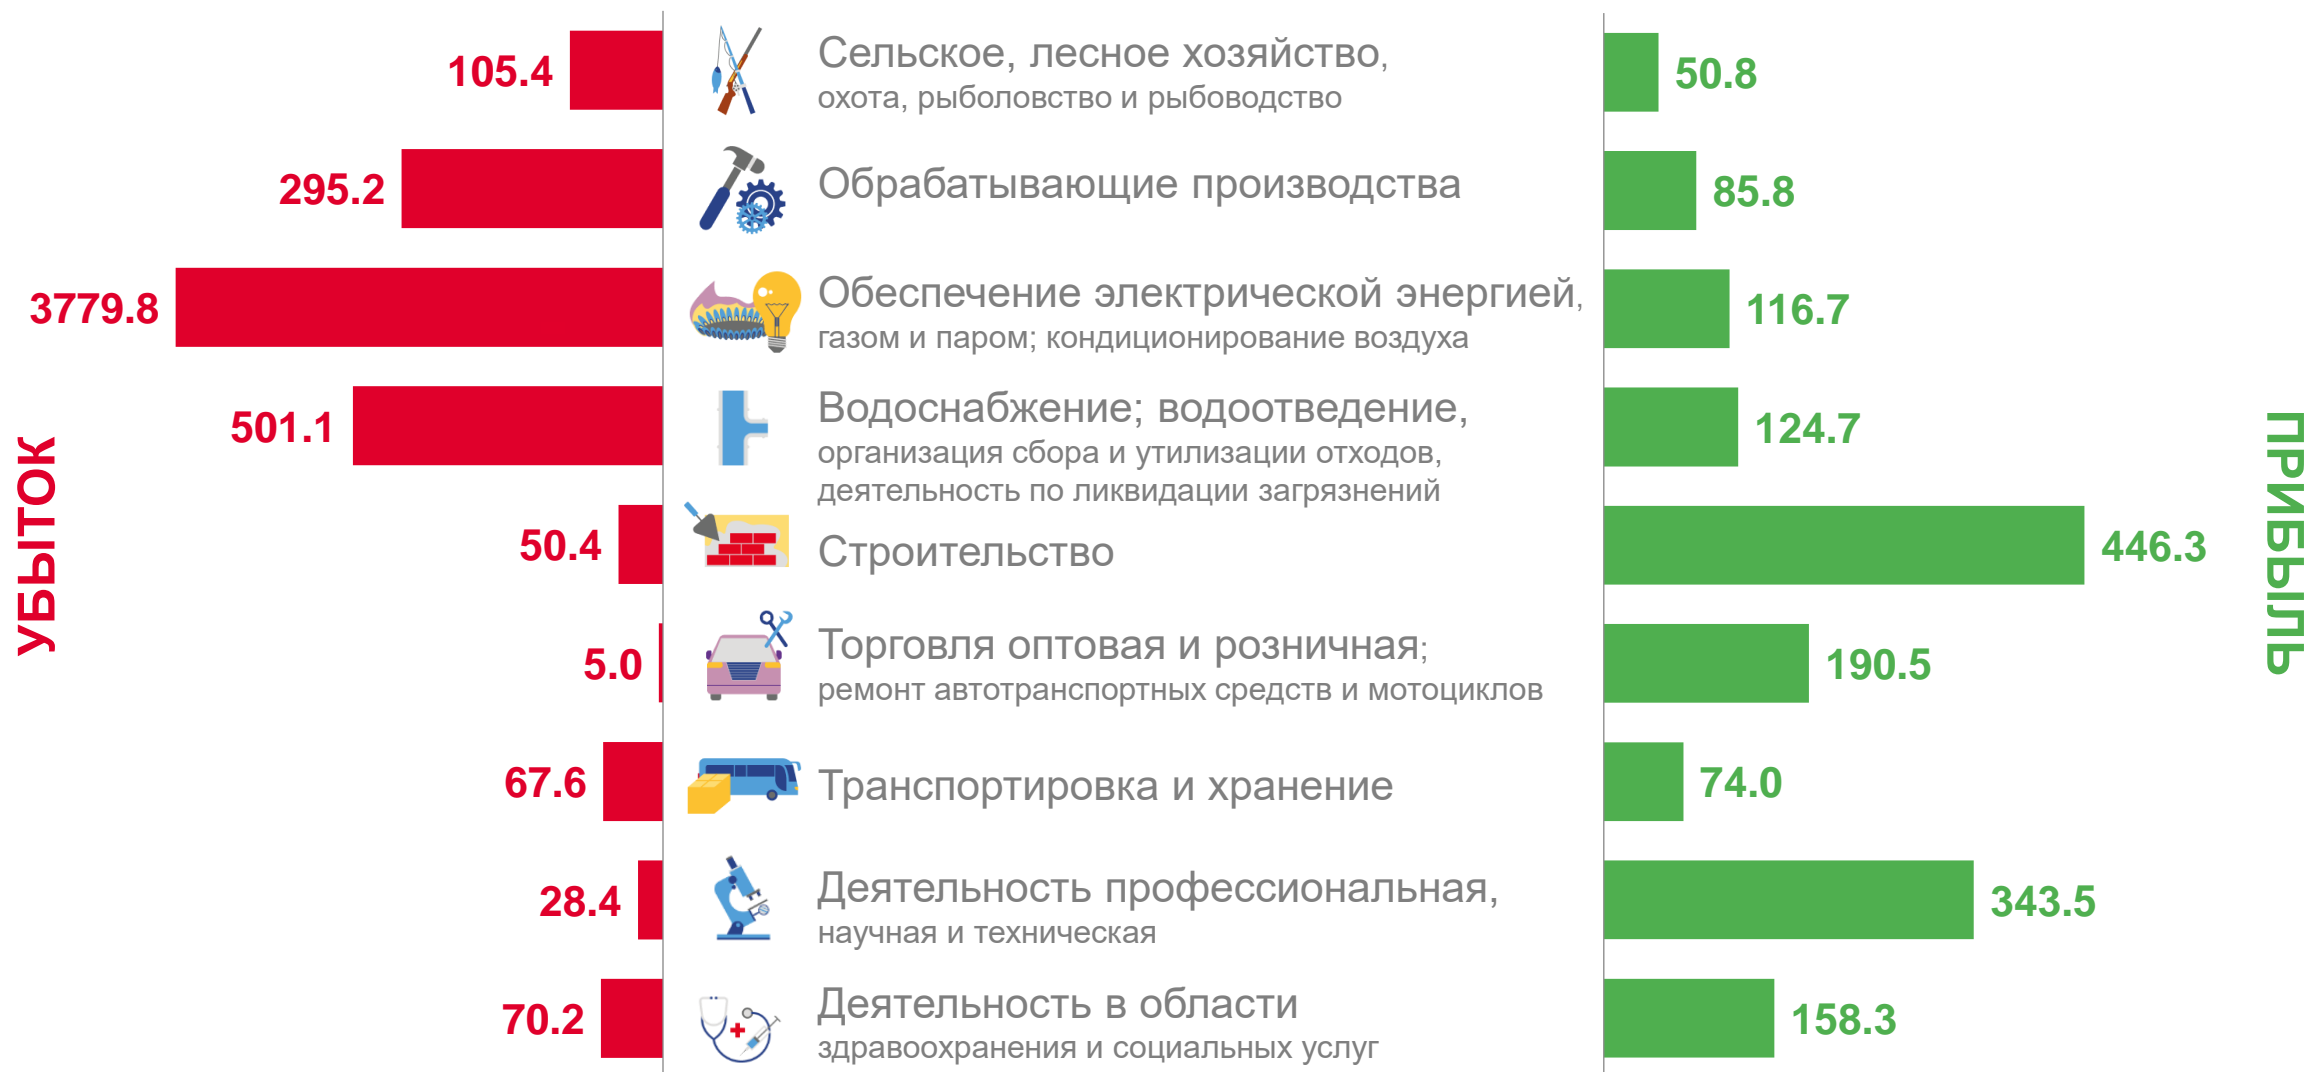 УБЫТОК
105.4
Сельское, лесное хозяйство,
охота, рыболовство и рыбоводство
50.8
295.2
Обрабатывающие производства
85.8
3779.8
Обеспечение электрической энергией,
газом и паром; кондиционирование воздуха
116.7
501.1
Водоснабжение; водоотведение,
организация сбора и утилизации отходов,
деятельность по ликвидации загрязнений
124.7
50.4
Строительство
446.3
5.0
Торговля оптовая и розничная;
ремонт автотранспортных средств и мотоциклов
190.5
67.6
Транспортировка и хранение
74.0
28.4
Деятельность профессиональная,
научная и техническая
343.5
70.2
Деятельность в области
здравоохранения и социальных услуг
158.3
ПРИБЫЛЬ